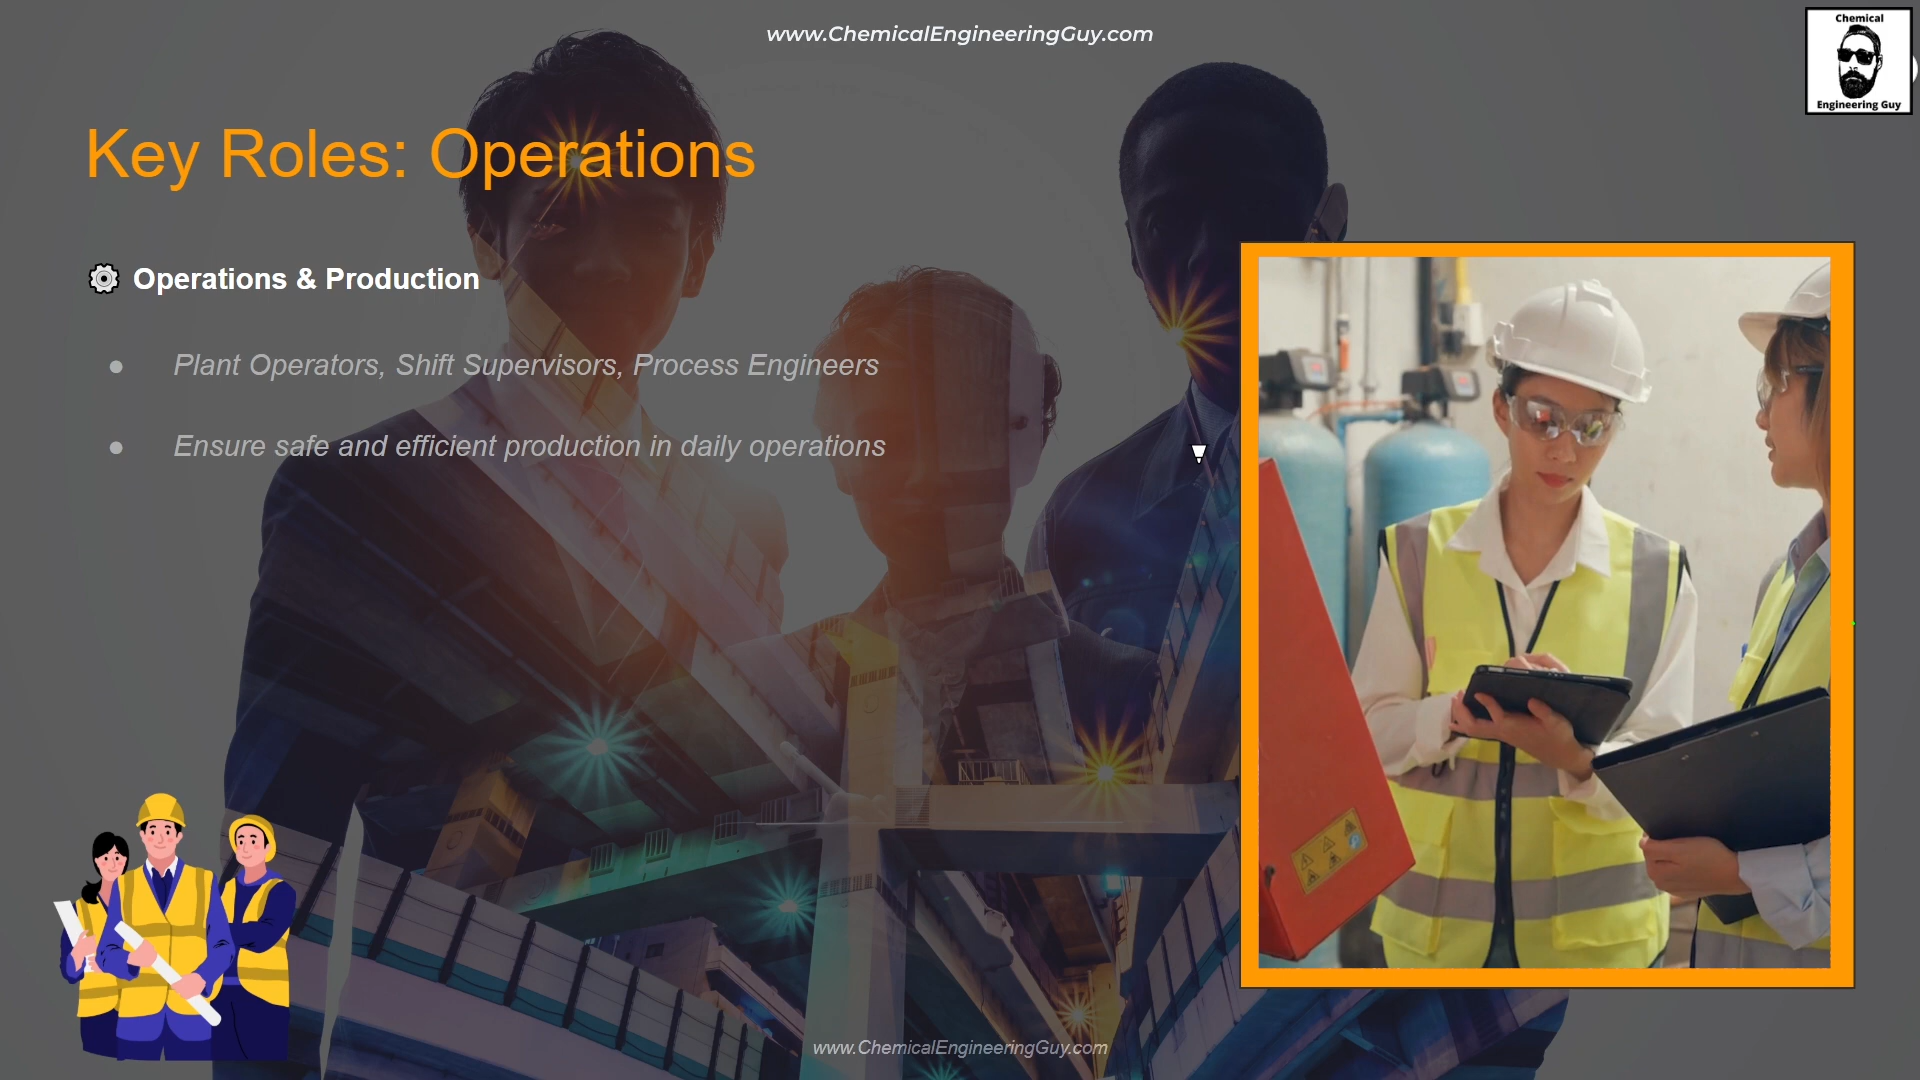 www.ChemicalEngineeringGuy.com
Chemical
Engineering Guy
Key Roles: Operations
Operations & Production
● Plant Operators, Shift Supervisors, Process Engineers
● Ensure safe and efficient production in daily operations
www.ChemicalEngineeringGuy.com